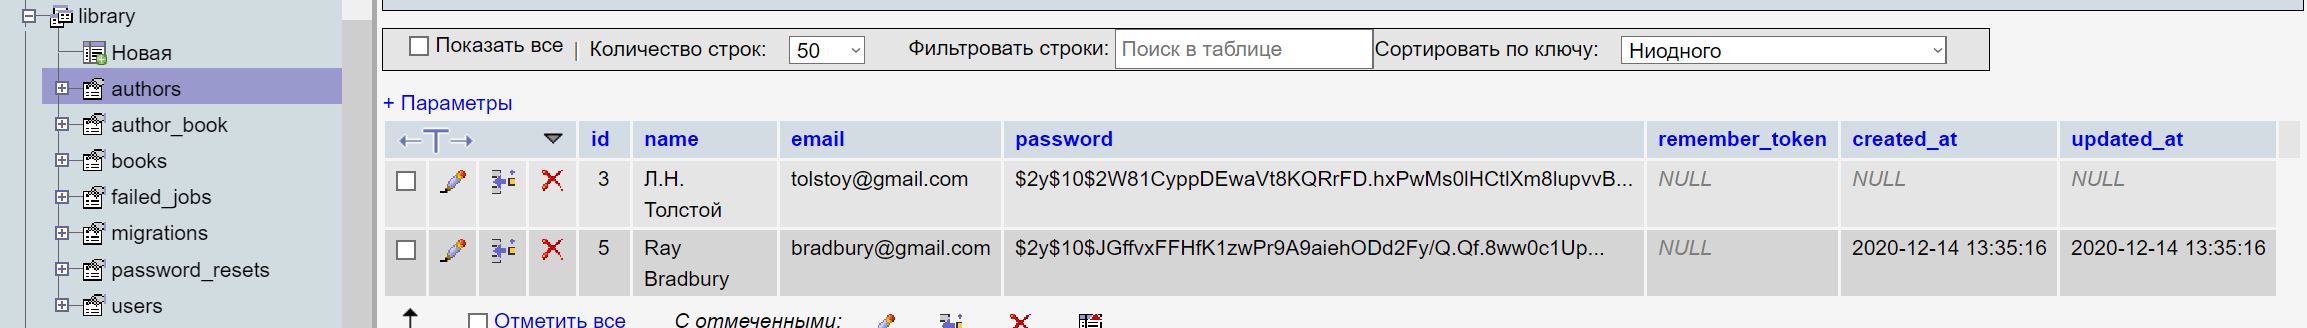 library
Новая
authors
author_book
books
failed_jobs
migrations
password_resets
users
Показать все | Количество строк: 50 Фильтровать строки: Поиск в таблице Сортировать по ключу: Ниодного
+ Параметры
id name email password remember_token created_at updated_at
3 Л.Н. Толстой tolstoy@gmail.com $2y$10$2W81CyppDEwaVt8KQRrFD.hxPwMs0lHCtlXm8lupvvB... NULL NULL NULL
5 Ray Bradbury bradbury@gmail.com $2y$10$JGffvxFFHfK1zwPr9A9aiehODd2Fy/Q.Qf.8ww0c1Up... NULL 2020-12-14 13:35:16 2020-12-14 13:35:16
Отметить все С отмеченными: